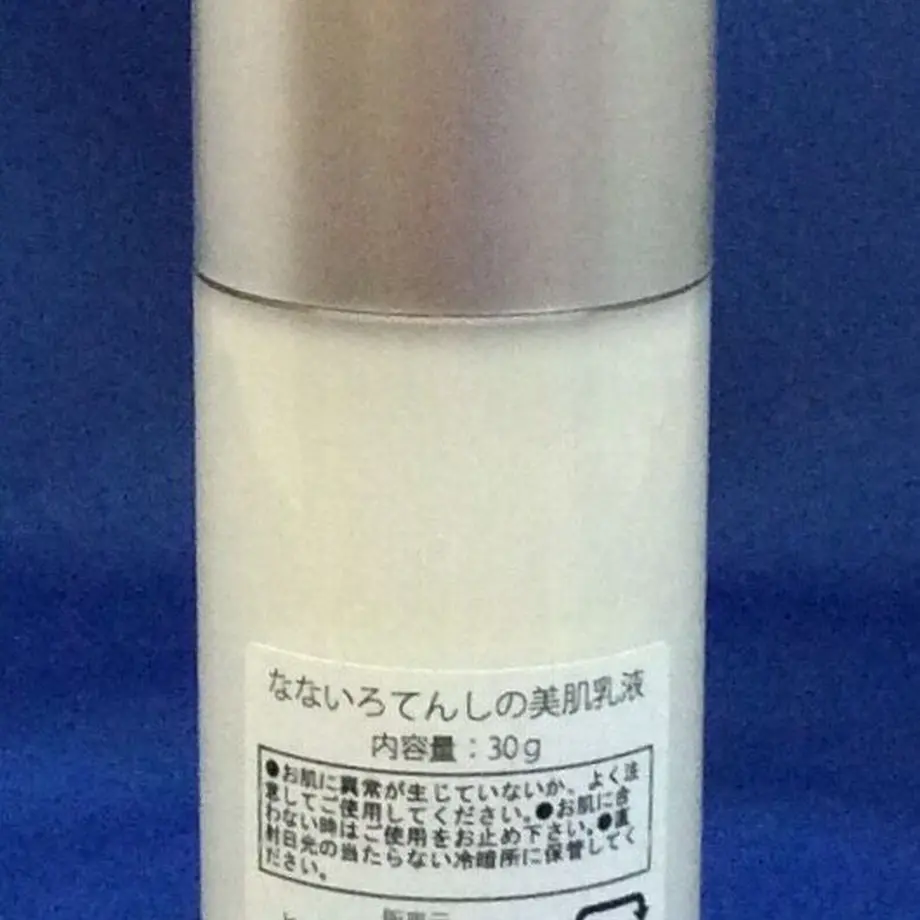 なないろてんしの美肌乳液
内容量：30g
●お肌に異常が生じていないか、よく注
意してご使用してください。●お肌に合
わない時はご使用をお止め下さい。●直
射日光の当たらない冷暗所に保管してく
ださい。